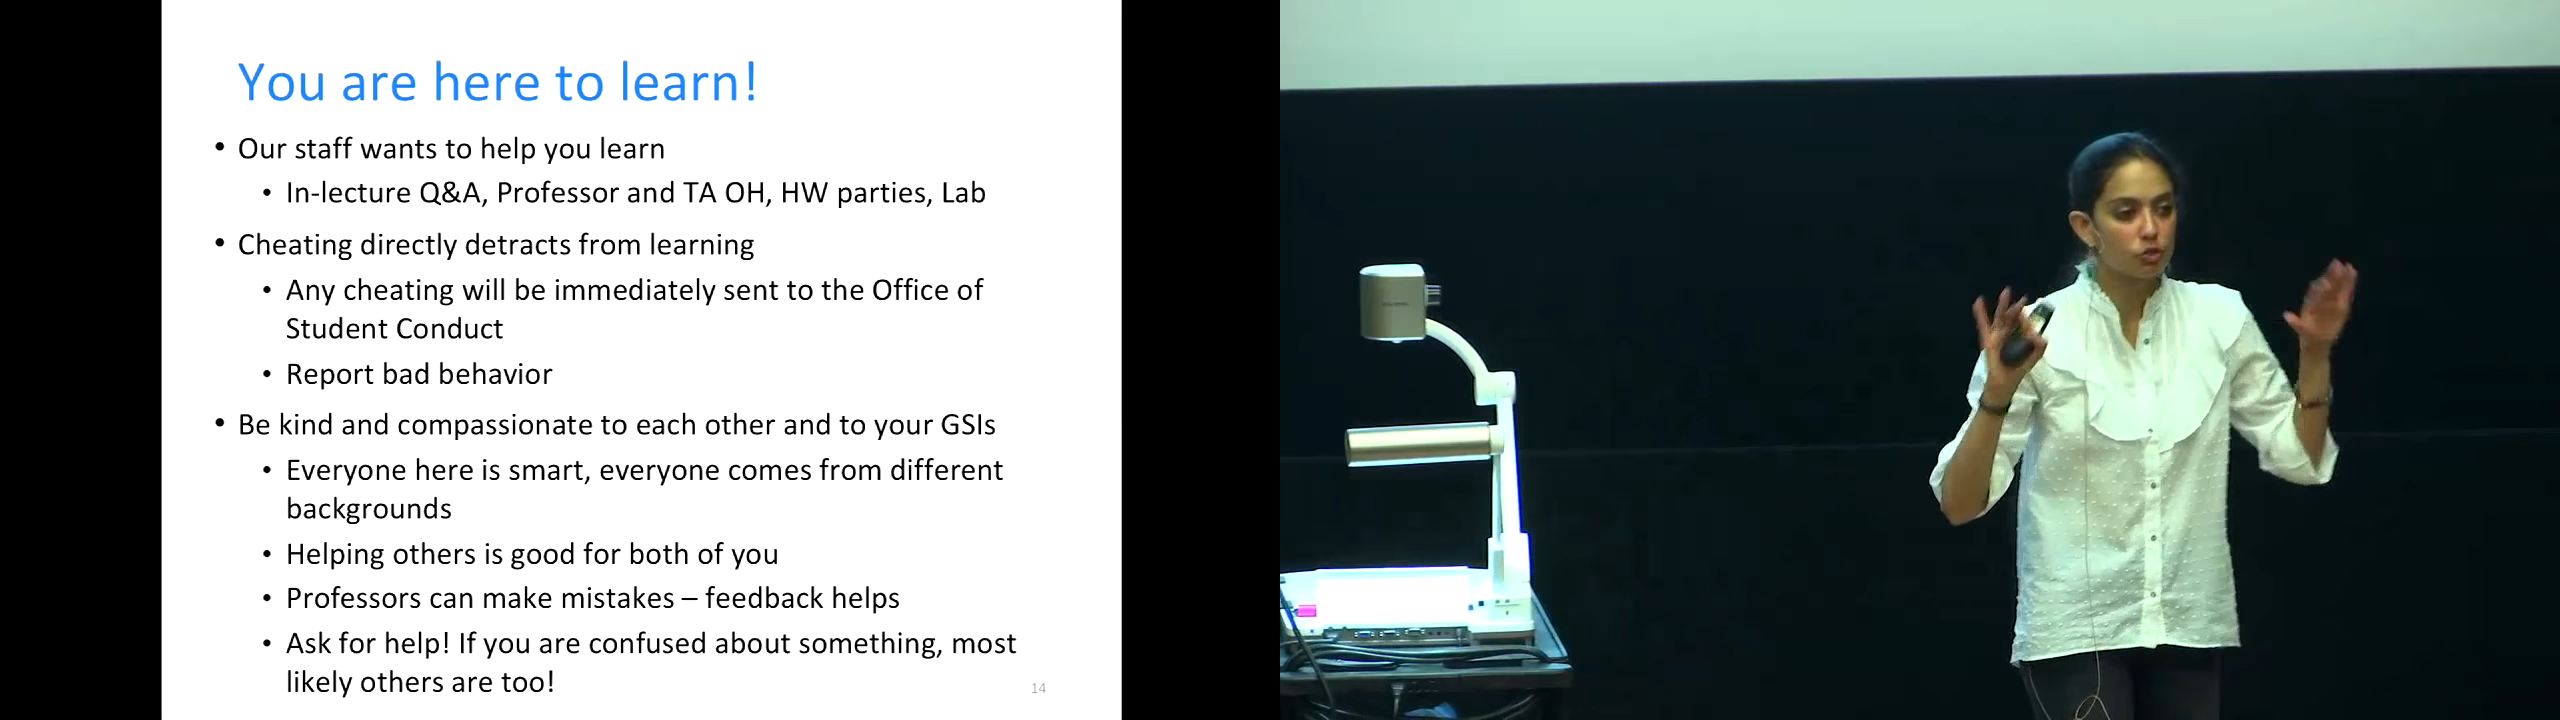 You are here to learn!
• Our staff wants to help you learn
• In-lecture Q&A, Professor and TA OH, HW parties, Lab
• Cheating directly detracts from learning
• Any cheating will be immediately sent to the Office of
Student Conduct
• Report bad behavior
• Be kind and compassionate to each other and to your GSIs
• Everyone here is smart, everyone comes from different
backgrounds
• Helping others is good for both of you
• Professors can make mistakes – feedback helps
• Ask for help! If you are confused about something, most
likely others are too!
14